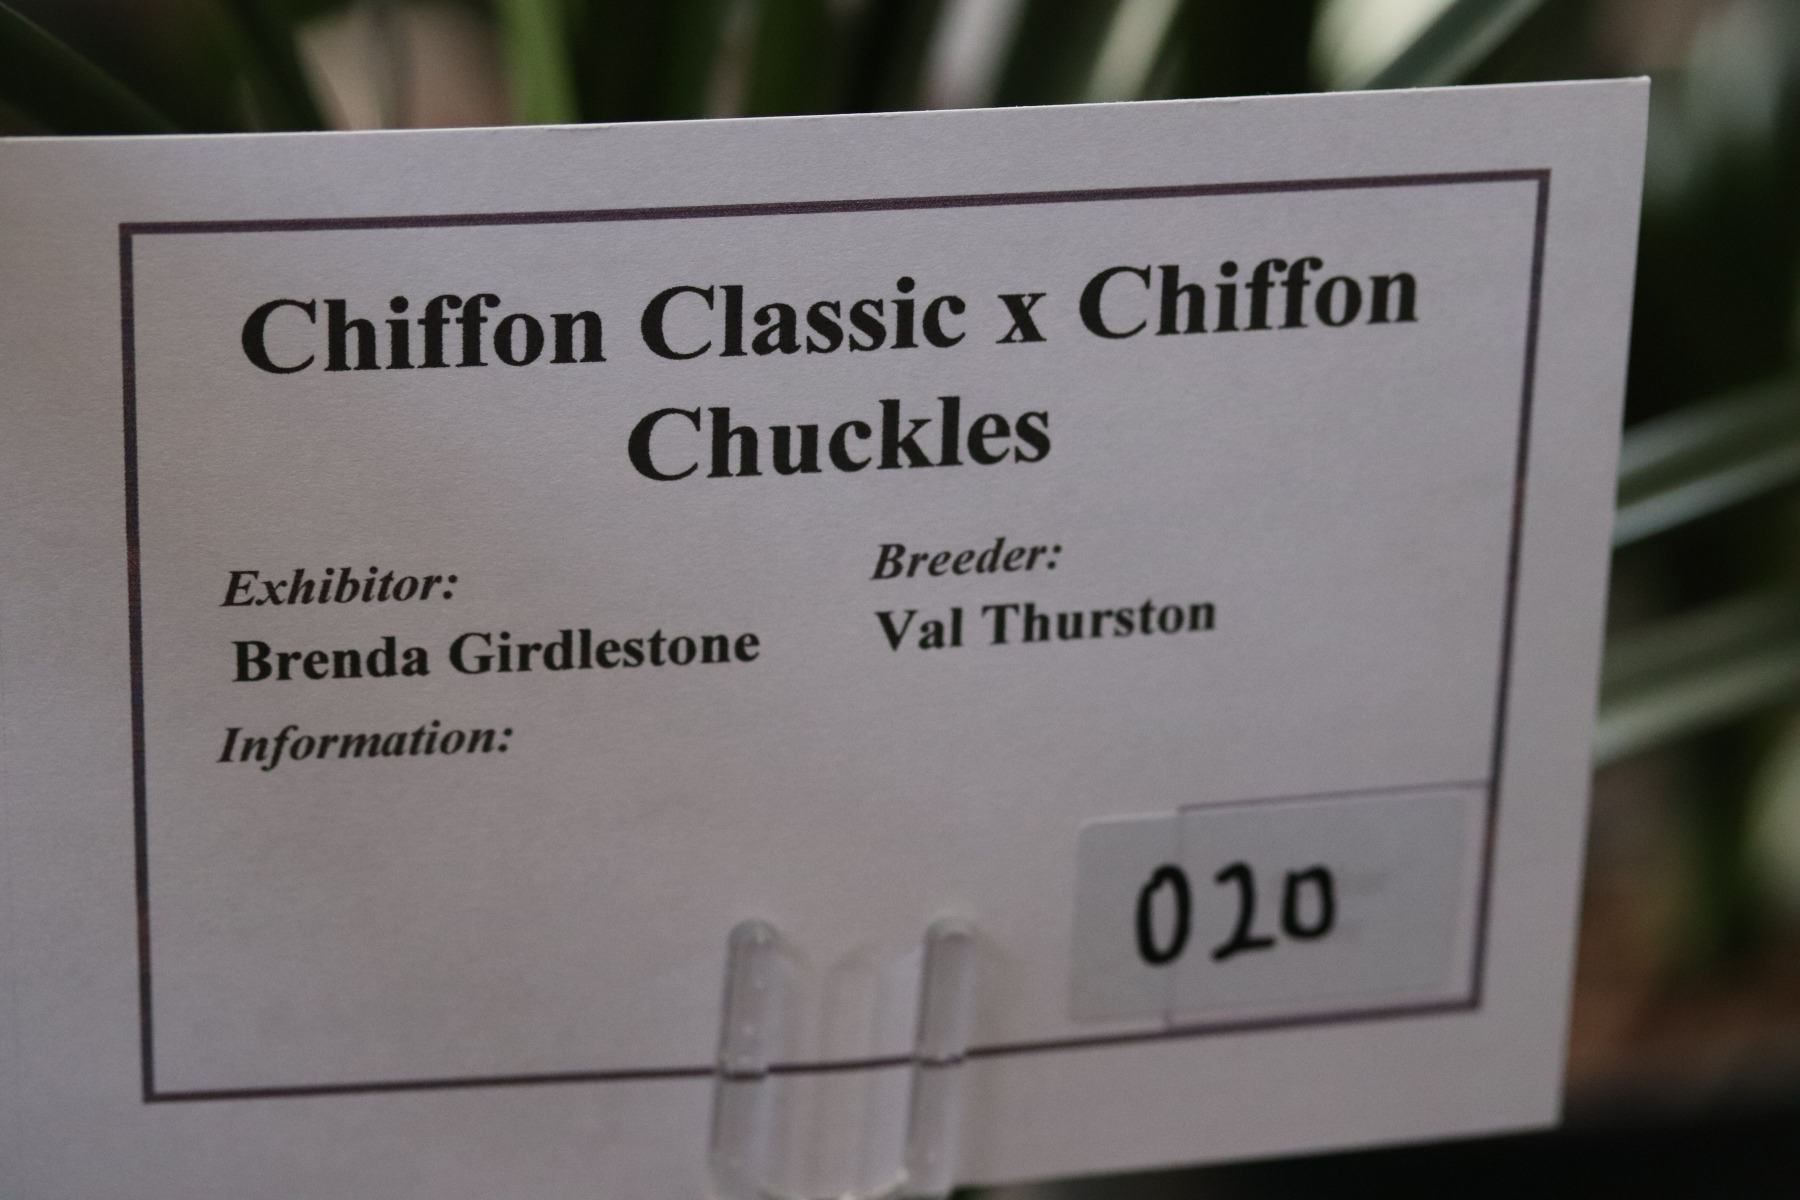 Chiffon Classic x Chiffon
Chuckles
Exhibitor:
Brenda Girdlestone
Breeder:
Val Thurston
Information:
020